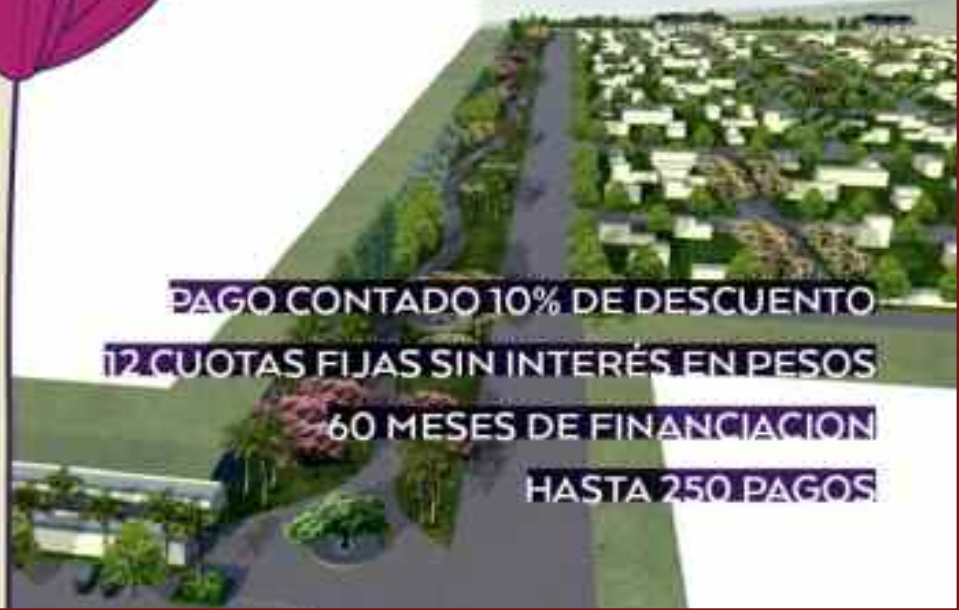 PAGO CONTADO 10% DE DESCUENTO
12 CUOTAS FIJAS SIN INTERÉS EN PESOS
60 MESES DE FINANCIACION
HASTA 250 PAGOS